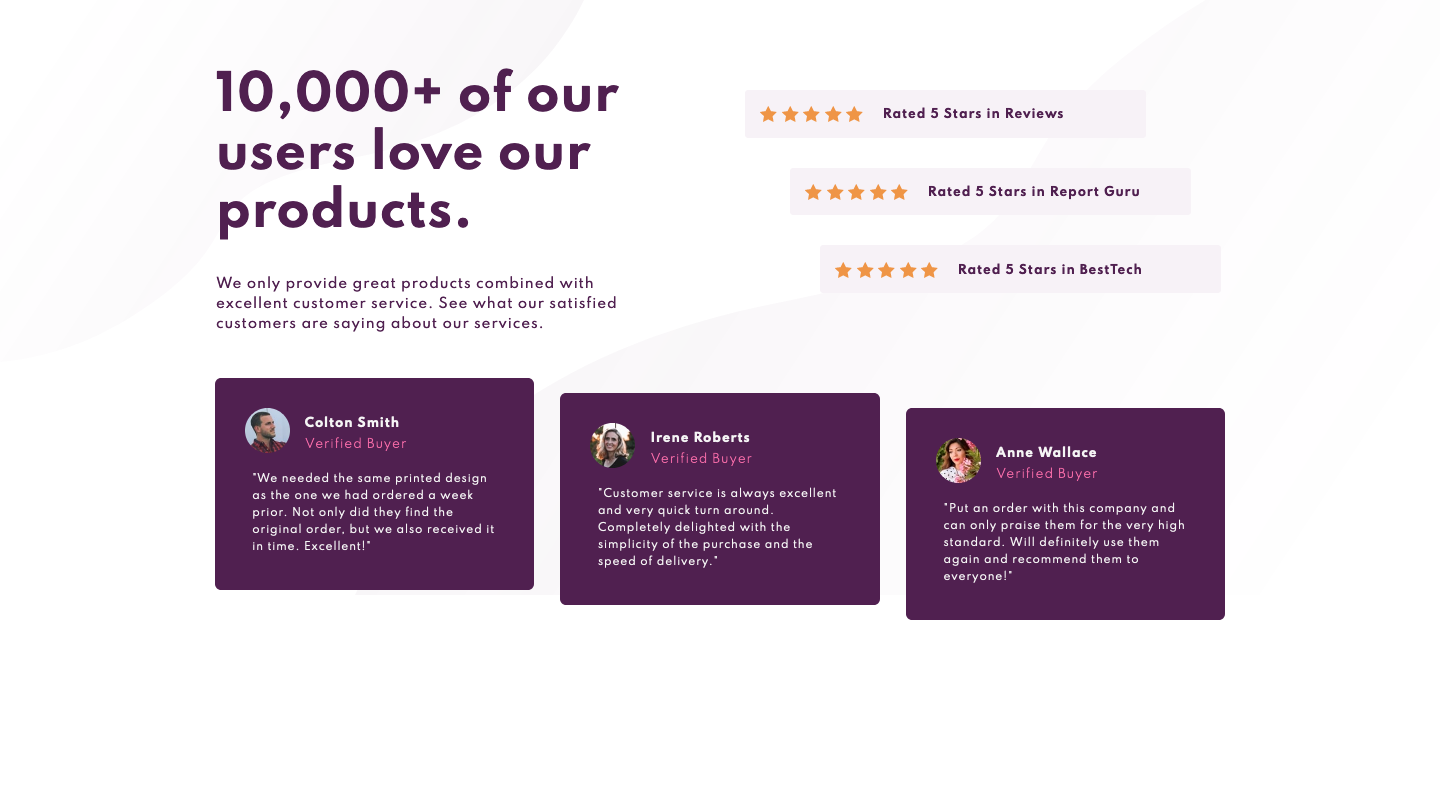 10,000+ of our
users love our
products.
We only provide great products combined with
excellent customer service. See what our satisfied
customers are saying about our services.
Rated 5 Stars in Reviews
Rated 5 Stars in Report Guru
Rated 5 Stars in BestTech
Colton Smith
Verified Buyer
"We needed the same printed design
as the one we had ordered a week
prior. Not only did they find the
original order, but we also received it
in time. Excellent!"
Irene Roberts
Verified Buyer
"Customer service is always excellent
and very quick turn around.
Completely delighted with the
simplicity of the purchase and the
speed of delivery."
Anne Wallace
Verified Buyer
"Put an order with this company and
can only praise them for the very high
standard. Will definitely use them
again and recommend them to
everyone!"